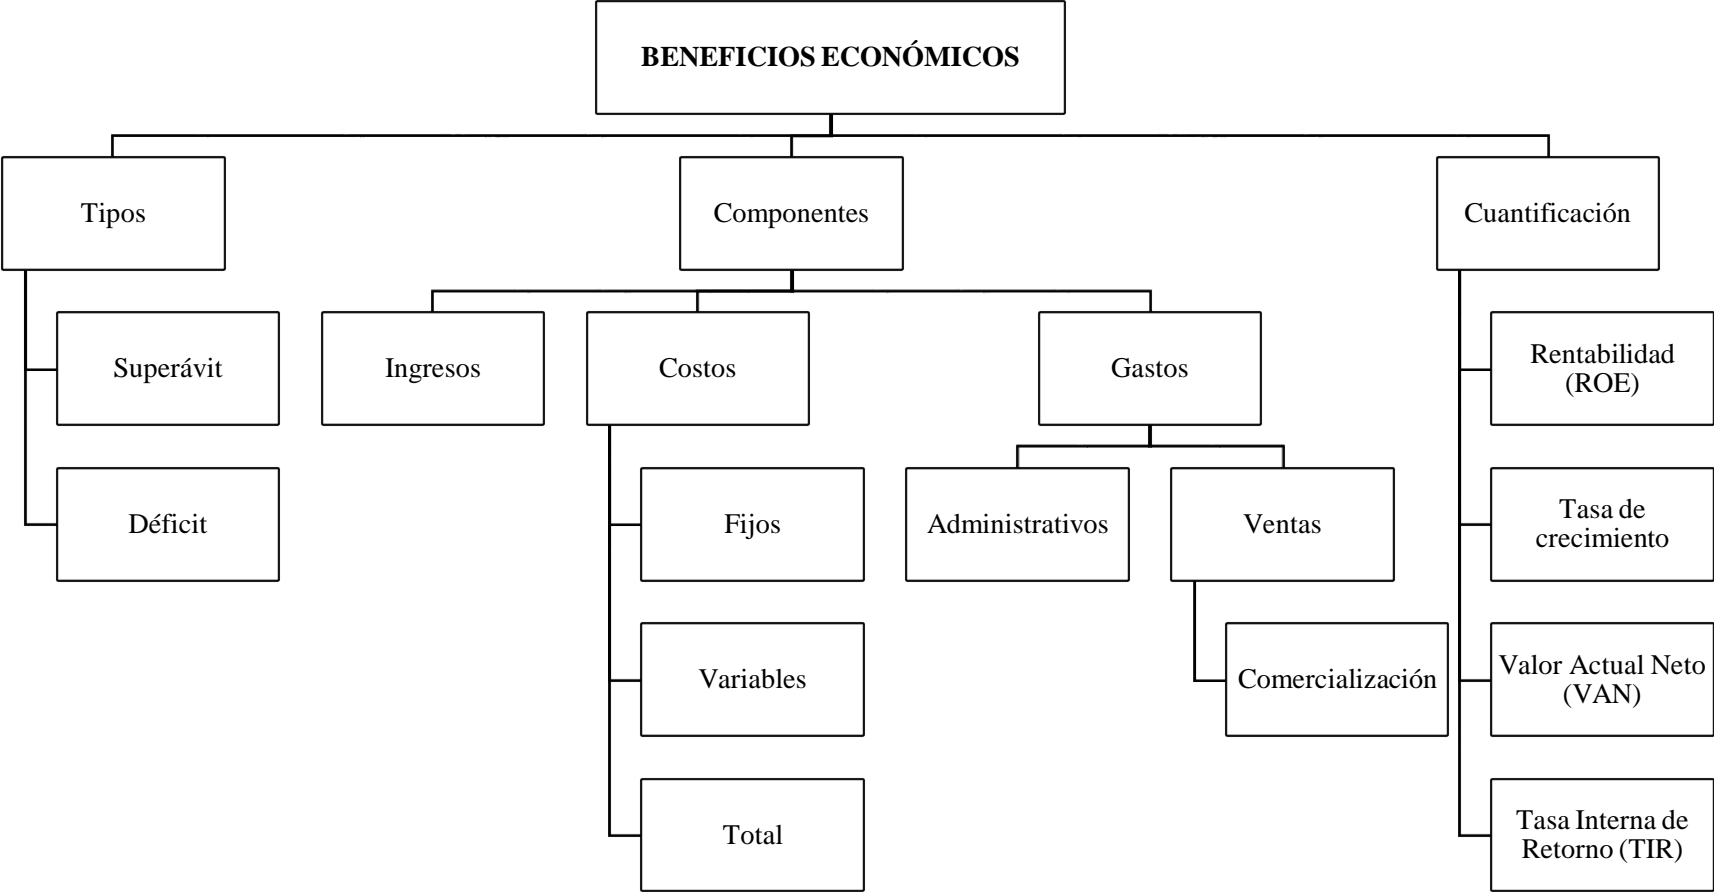 BENEFICIOS ECONÓMICOS
Tipos
Componentes
Cuantificación
Superávit
Ingresos
Costos
Gastos
Rentabilidad
(ROE)
Déficit
Fijos
Administrativos
Ventas
Tasa de
crecimiento
Variables
Comercialización
Valor Actual Neto
(VAN)
Total
Tasa Interna de
Retorno (TIR)